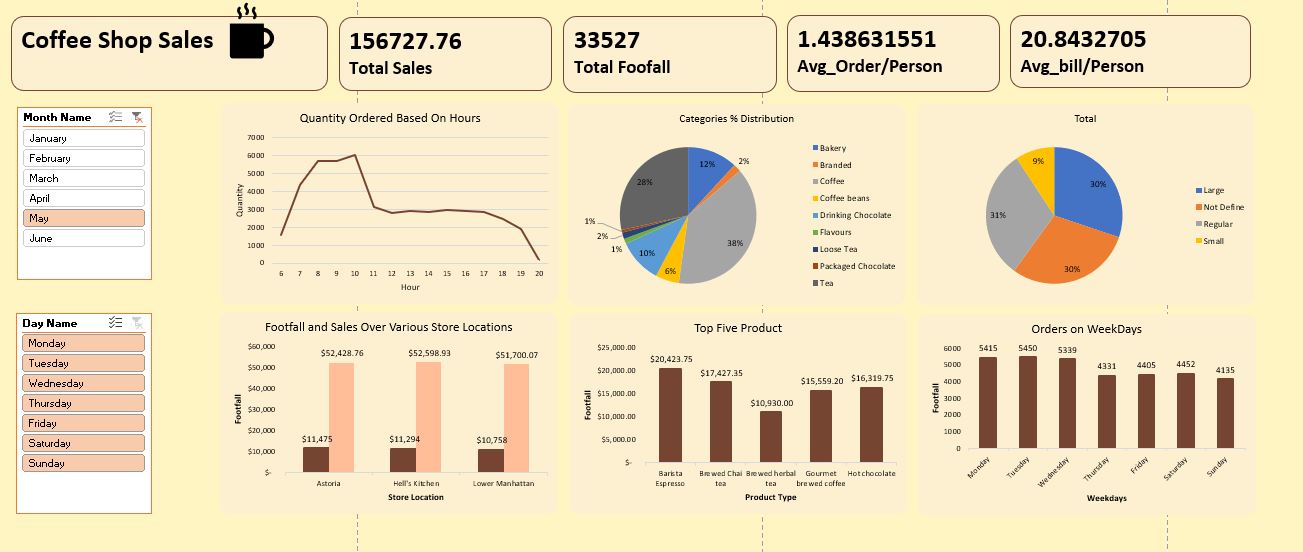 Coffee Shop Sales
156727.76
Total Sales
33527
Total Foofall
1.438631551
Avg_Order/Person
20.8432705
Avg_bill/Person
Month Name
January
February
March
April
May
June
Quantity Ordered Based On Hours
Quantity
7000
6000
5000
4000
3000
2000
1000
0
6 7 8 9 10 11 12 13 14 15 16 17 18 19 20
Hour
Categories % Distribution
12%
2%
38%
6%
10%
1%
2%
1%
28%
Bakery
Branded
Coffee
Coffee beans
Drinking Chocolate
Flavours
Loose Tea
Packaged Chocolate
Tea
Total
30%
30%
31%
9%
Large
Not Define
Regular
Small
Day Name
Monday
Tuesday
Wednesday
Thursday
Friday
Saturday
Sunday
Footfall and Sales Over Various Store Locations
Footfall
$60,000
$50,000
$40,000
$30,000
$20,000
$10,000
$-
$52,428.76 $52,598.93 $51,700.07
$11,475 $11,294 $10,758
Astoria Hell's Kitchen Lower Manhattan
Store Location
Top Five Product
Footfall
$25,000.00
$20,000.00
$15,000.00
$10,000.00
$5,000.00
$-
$20,423.75 $17,427.35 $10,930.00 $15,559.20 $16,319.75
Barista
Espresso
Brewed Chai
tea
Brewed herbal
tea
Gourmet
brewed coffee
Hot chocolate
Product Type
Orders on WeekDays
Footfall
6000
5000
4000
3000
2000
1000
0
5415 5450 5339 4331 4405 4452 4135
Monday Tuesday Wednesday Thursday Friday Saturday Sunday
Weekdays